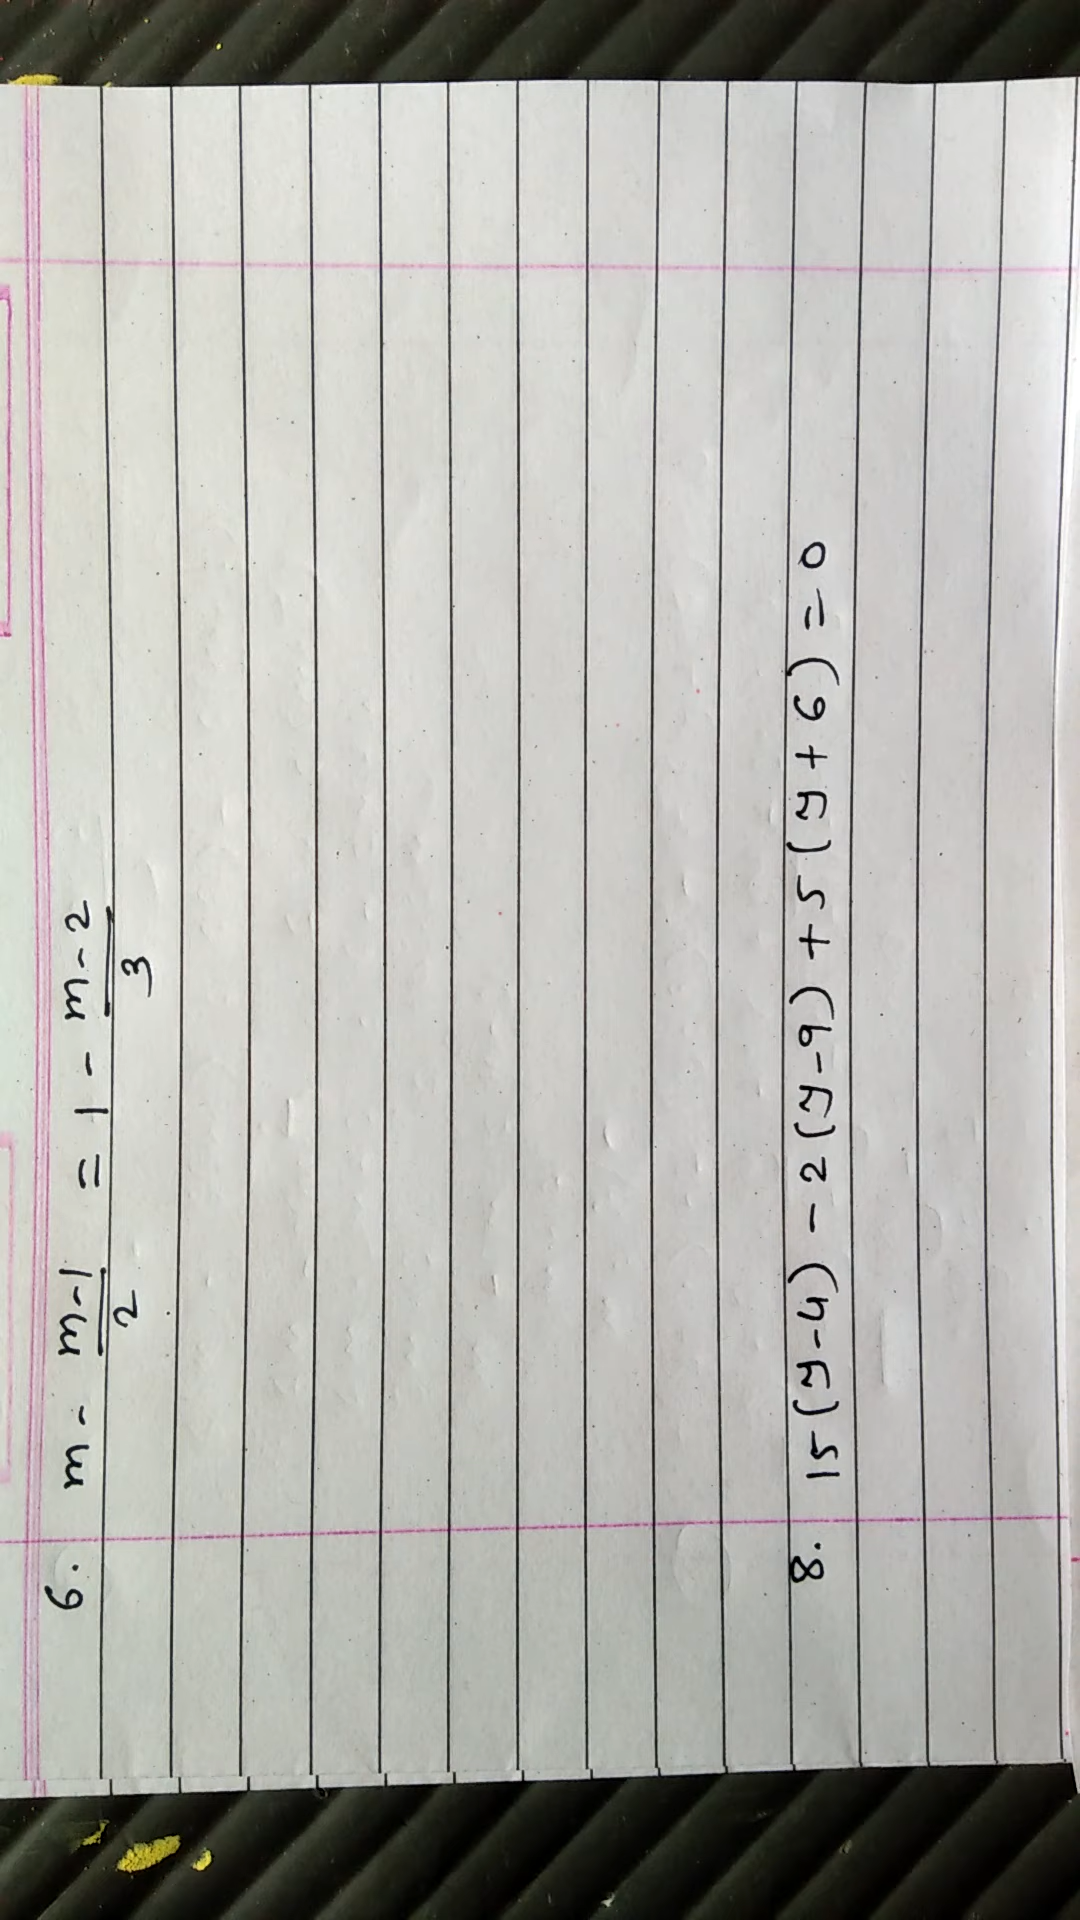 6. m - m-1/2 = 1 - m-2/3
8. 15(y-4) - 2(y-9) + 5(y+6) = 0